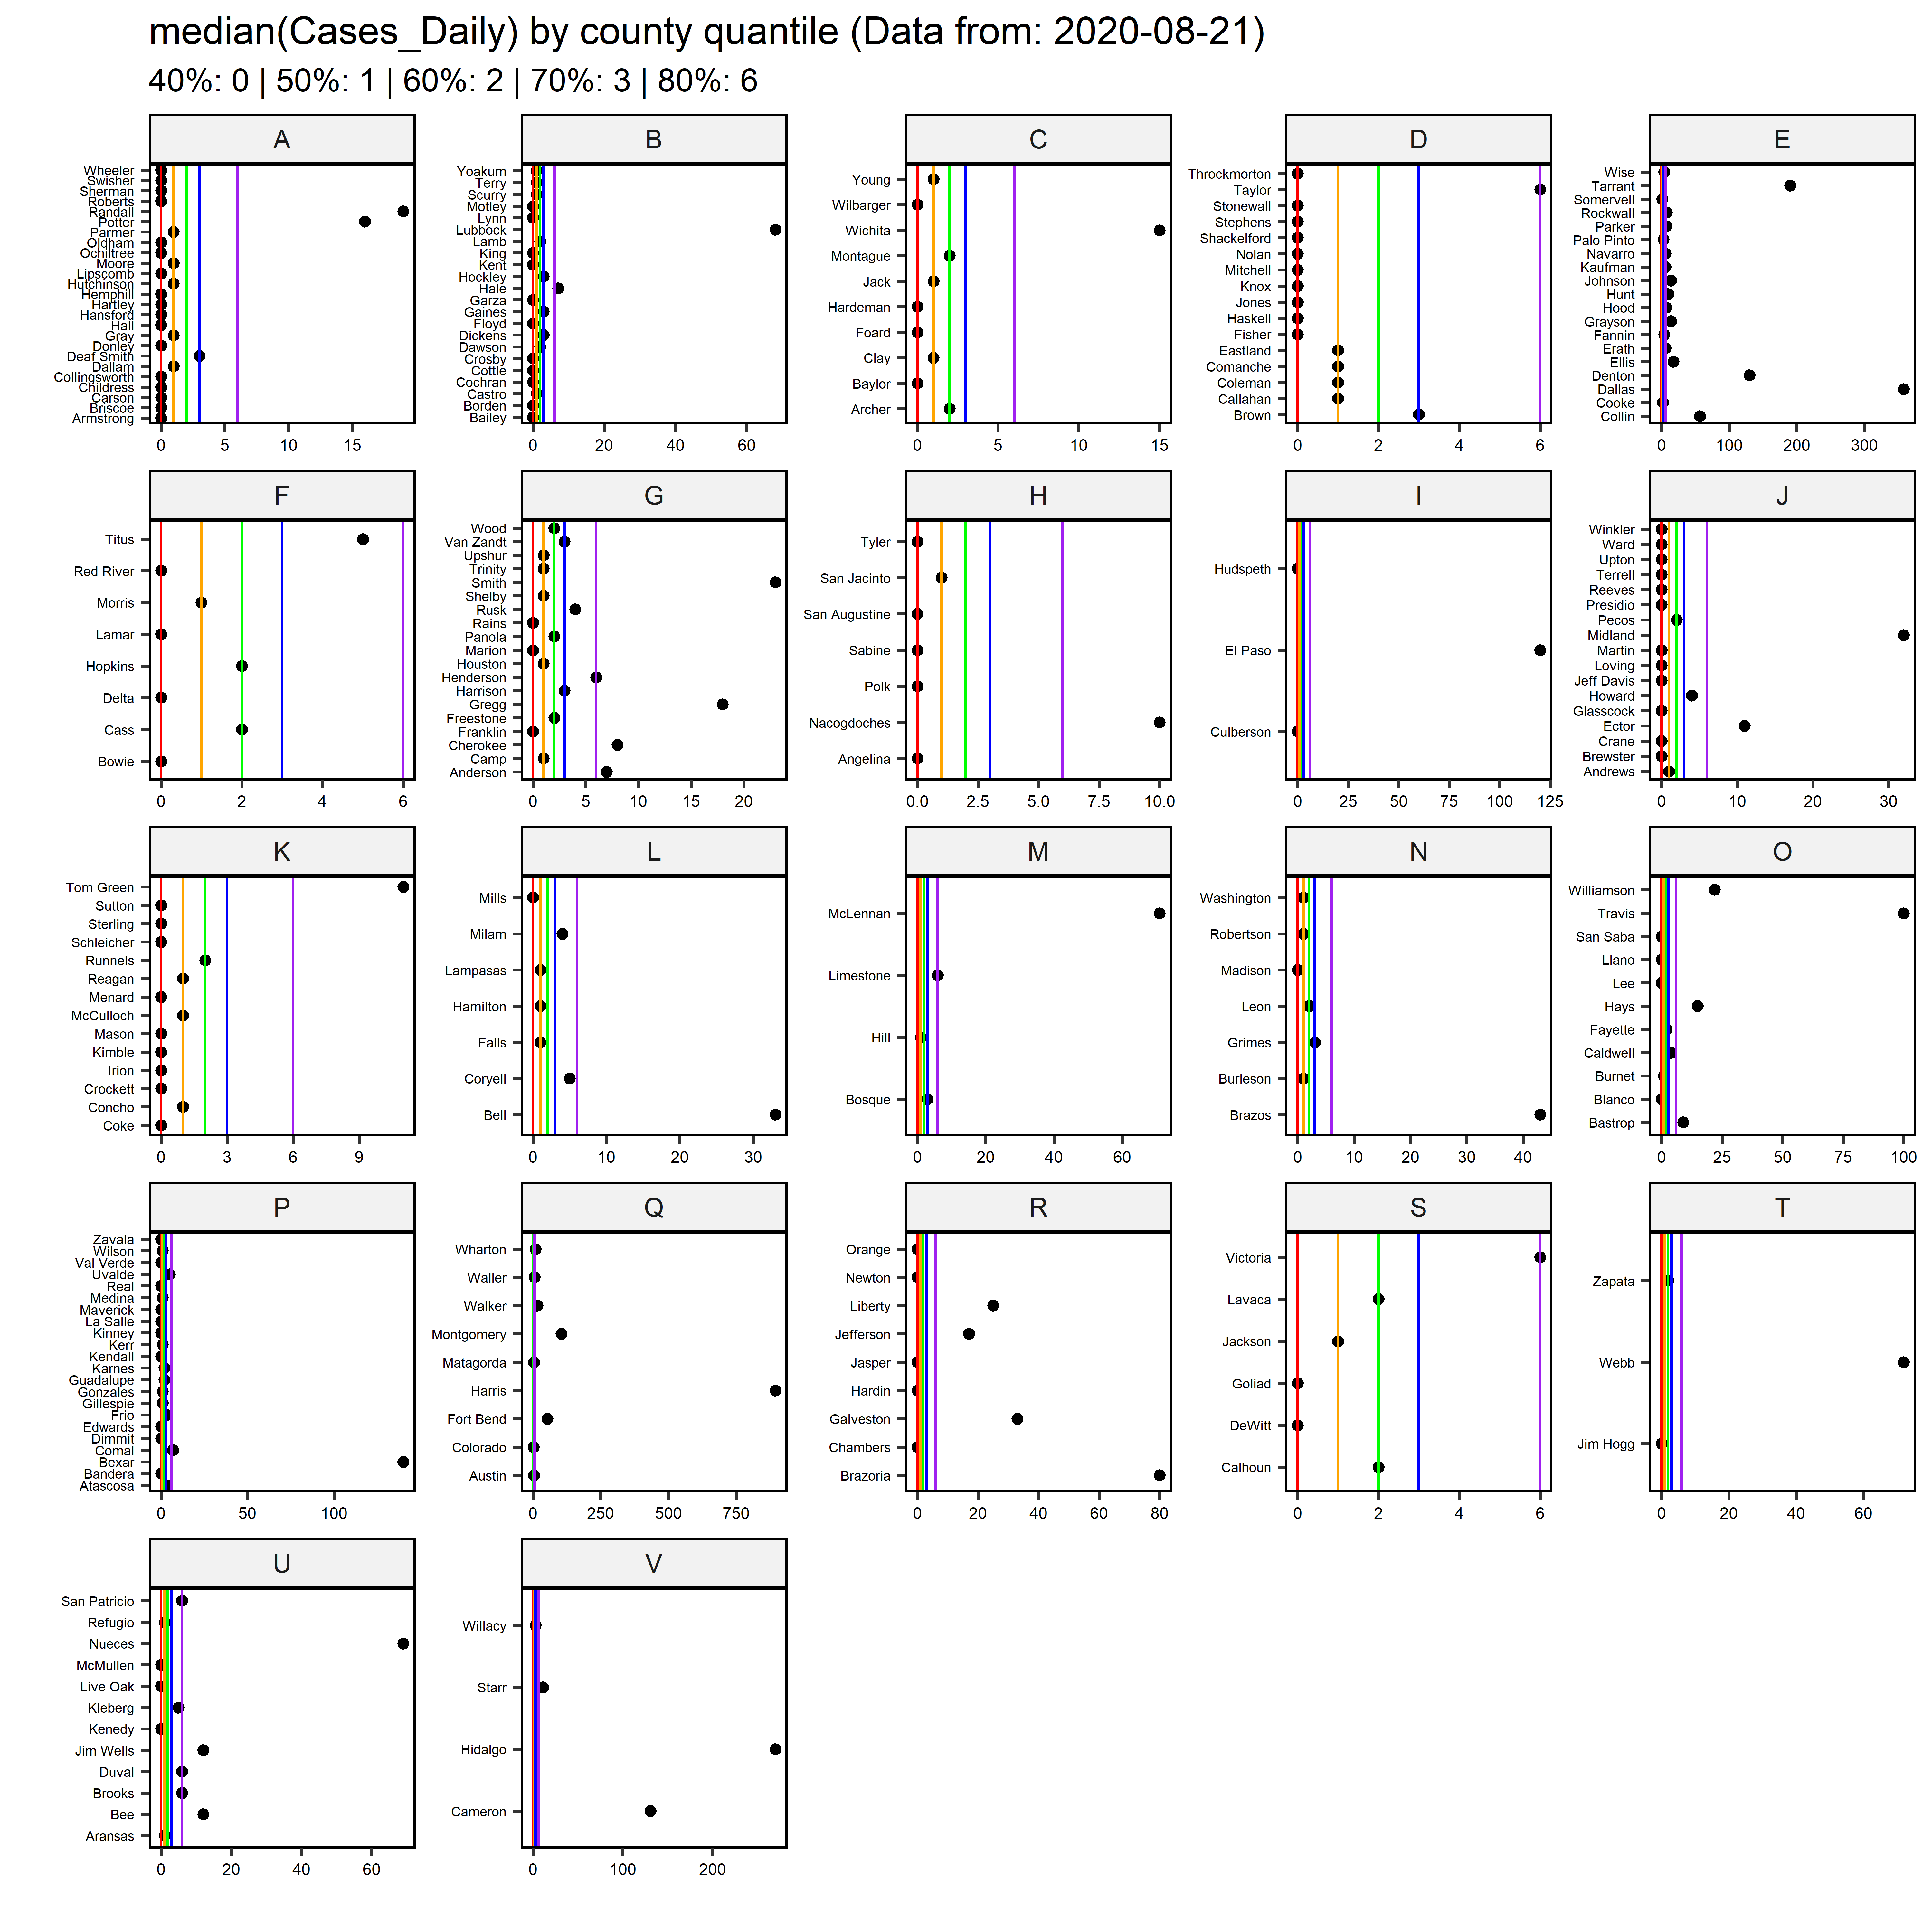 median(Cases_Daily) by county quantile (Data from: 2020-08-21)
40%: 0 | 50%: 1 | 60%: 2 | 70%: 3 | 80%: 6
A
Wheeler
Swisher
Sherman
Roberts
Randall
Potter
Parmer
Oldham
Ochiltree
Moore
Lipscomb
Hutchinson
Hemphill
Hartley
Hansford
Hall
Gray
Donley
Deaf Smith
Dallam
Collingsworth
Childress
Carson
Briscoe
Armstrong
0 5 10 15
B
Yoakum
Terry
Scurry
Motley
Lynn
Lubbock
Lamb
King
Kent
Hockley
Hale
Garza
Gaines
Floyd
Dickens
Dawson
Crosby
Cottle
Cochran
Castro
Borden
Bailey
0 20 40 60
C
Young
Wilbarger
Wichita
Montague
Jack
Hardeman
Foard
Clay
Baylor
Archer
0 5 10 15
D
Throckmorton
Taylor
Stonewall
Stephens
Shackelford
Nolan
Mitchell
Knox
Jones
Haskell
Fisher
Eastland
Comanche
Coleman
Callahan
Brown
0 2 4 6
E
Wise
Tarrant
Somervell
Rockwall
Parker
Palo Pinto
Navarro
Kaufman
Johnson
Hunt
Hood
Grayson
Fannin
Erath
Ellis
Denton
Dallas
Cooke
Collin
0 100 200 300
F
Titus
Red River
Morris
Lamar
Hopkins
Delta
Cass
Bowie
0 2 4 6
G
Wood
Van Zandt
Upshur
Trinity
Smith
Shelby
Rusk
Rains
Panola
Marion
Houston
Henderson
Harrison
Gregg
Freestone
Franklin
Cherokee
Camp
Anderson
0 5 10 15 20
H
Tyler
San Jacinto
San Augustine
Sabine
Polk
Nacogdoches
Angelina
0.0 2.5 5.0 7.5 10.0
I
Hudspeth
El Paso
Culberson
0 25 50 75 100 125
J
Winkler
Ward
Upton
Terrell
Reeves
Presidio
Pecos
Midland
Martin
Loving
Jeff Davis
Howard
Glasscock
Ector
Crane
Brewster
Andrews
0 10 20 30
K
Tom Green
Sutton
Sterling
Schleicher
Runnels
Reagan
Menard
McCulloch
Mason
Kimble
Irion
Crockett
Concho
Coke
0 3 6 9
L
Mills
Milam
Lampasas
Hamilton
Falls
Coryell
Bell
0 10 20 30
M
McLennan
Limestone
Hill
Bosque
0 20 40 60
N
Washington
Robertson
Madison
Leon
Grimes
Burleson
Brazos
0 10 20 30 40
O
Williamson
Travis
San Saba
Llano
Lee
Hays
Fayette
Caldwell
Burnet
Blanco
Bastrop
0 25 50 75 100
P
Zavala
Wilson
Val Verde
Uvalde
Real
Medina
Maverick
La Salle
Kinney
Kerr
Kendall
Karnes
Guadalupe
Gonzales
Gillespie
Frio
Edwards
Dimmit
Comal
Bexar
Bandera
Atascosa
0 50 100
Q
Wharton
Waller
Walker
Montgomery
Matagorda
Harris
Fort Bend
Colorado
Austin
0 250 500 750
R
Orange
Newton
Liberty
Jefferson
Jasper
Hardin
Galveston
Chambers
Brazoria
0 20 40 60 80
S
Victoria
Lavaca
Jackson
Goliad
DeWitt
Calhoun
0 2 4 6
T
Zapata
Webb
Jim Hogg
0 20 40 60
U
San Patricio
Refugio
Nueces
McMullen
Live Oak
Kleberg
Kenedy
Jim Wells
Duval
Brooks
Bee
Aransas
0 20 40 60
V
Willacy
Starr
Hidalgo
Cameron
0 100 200